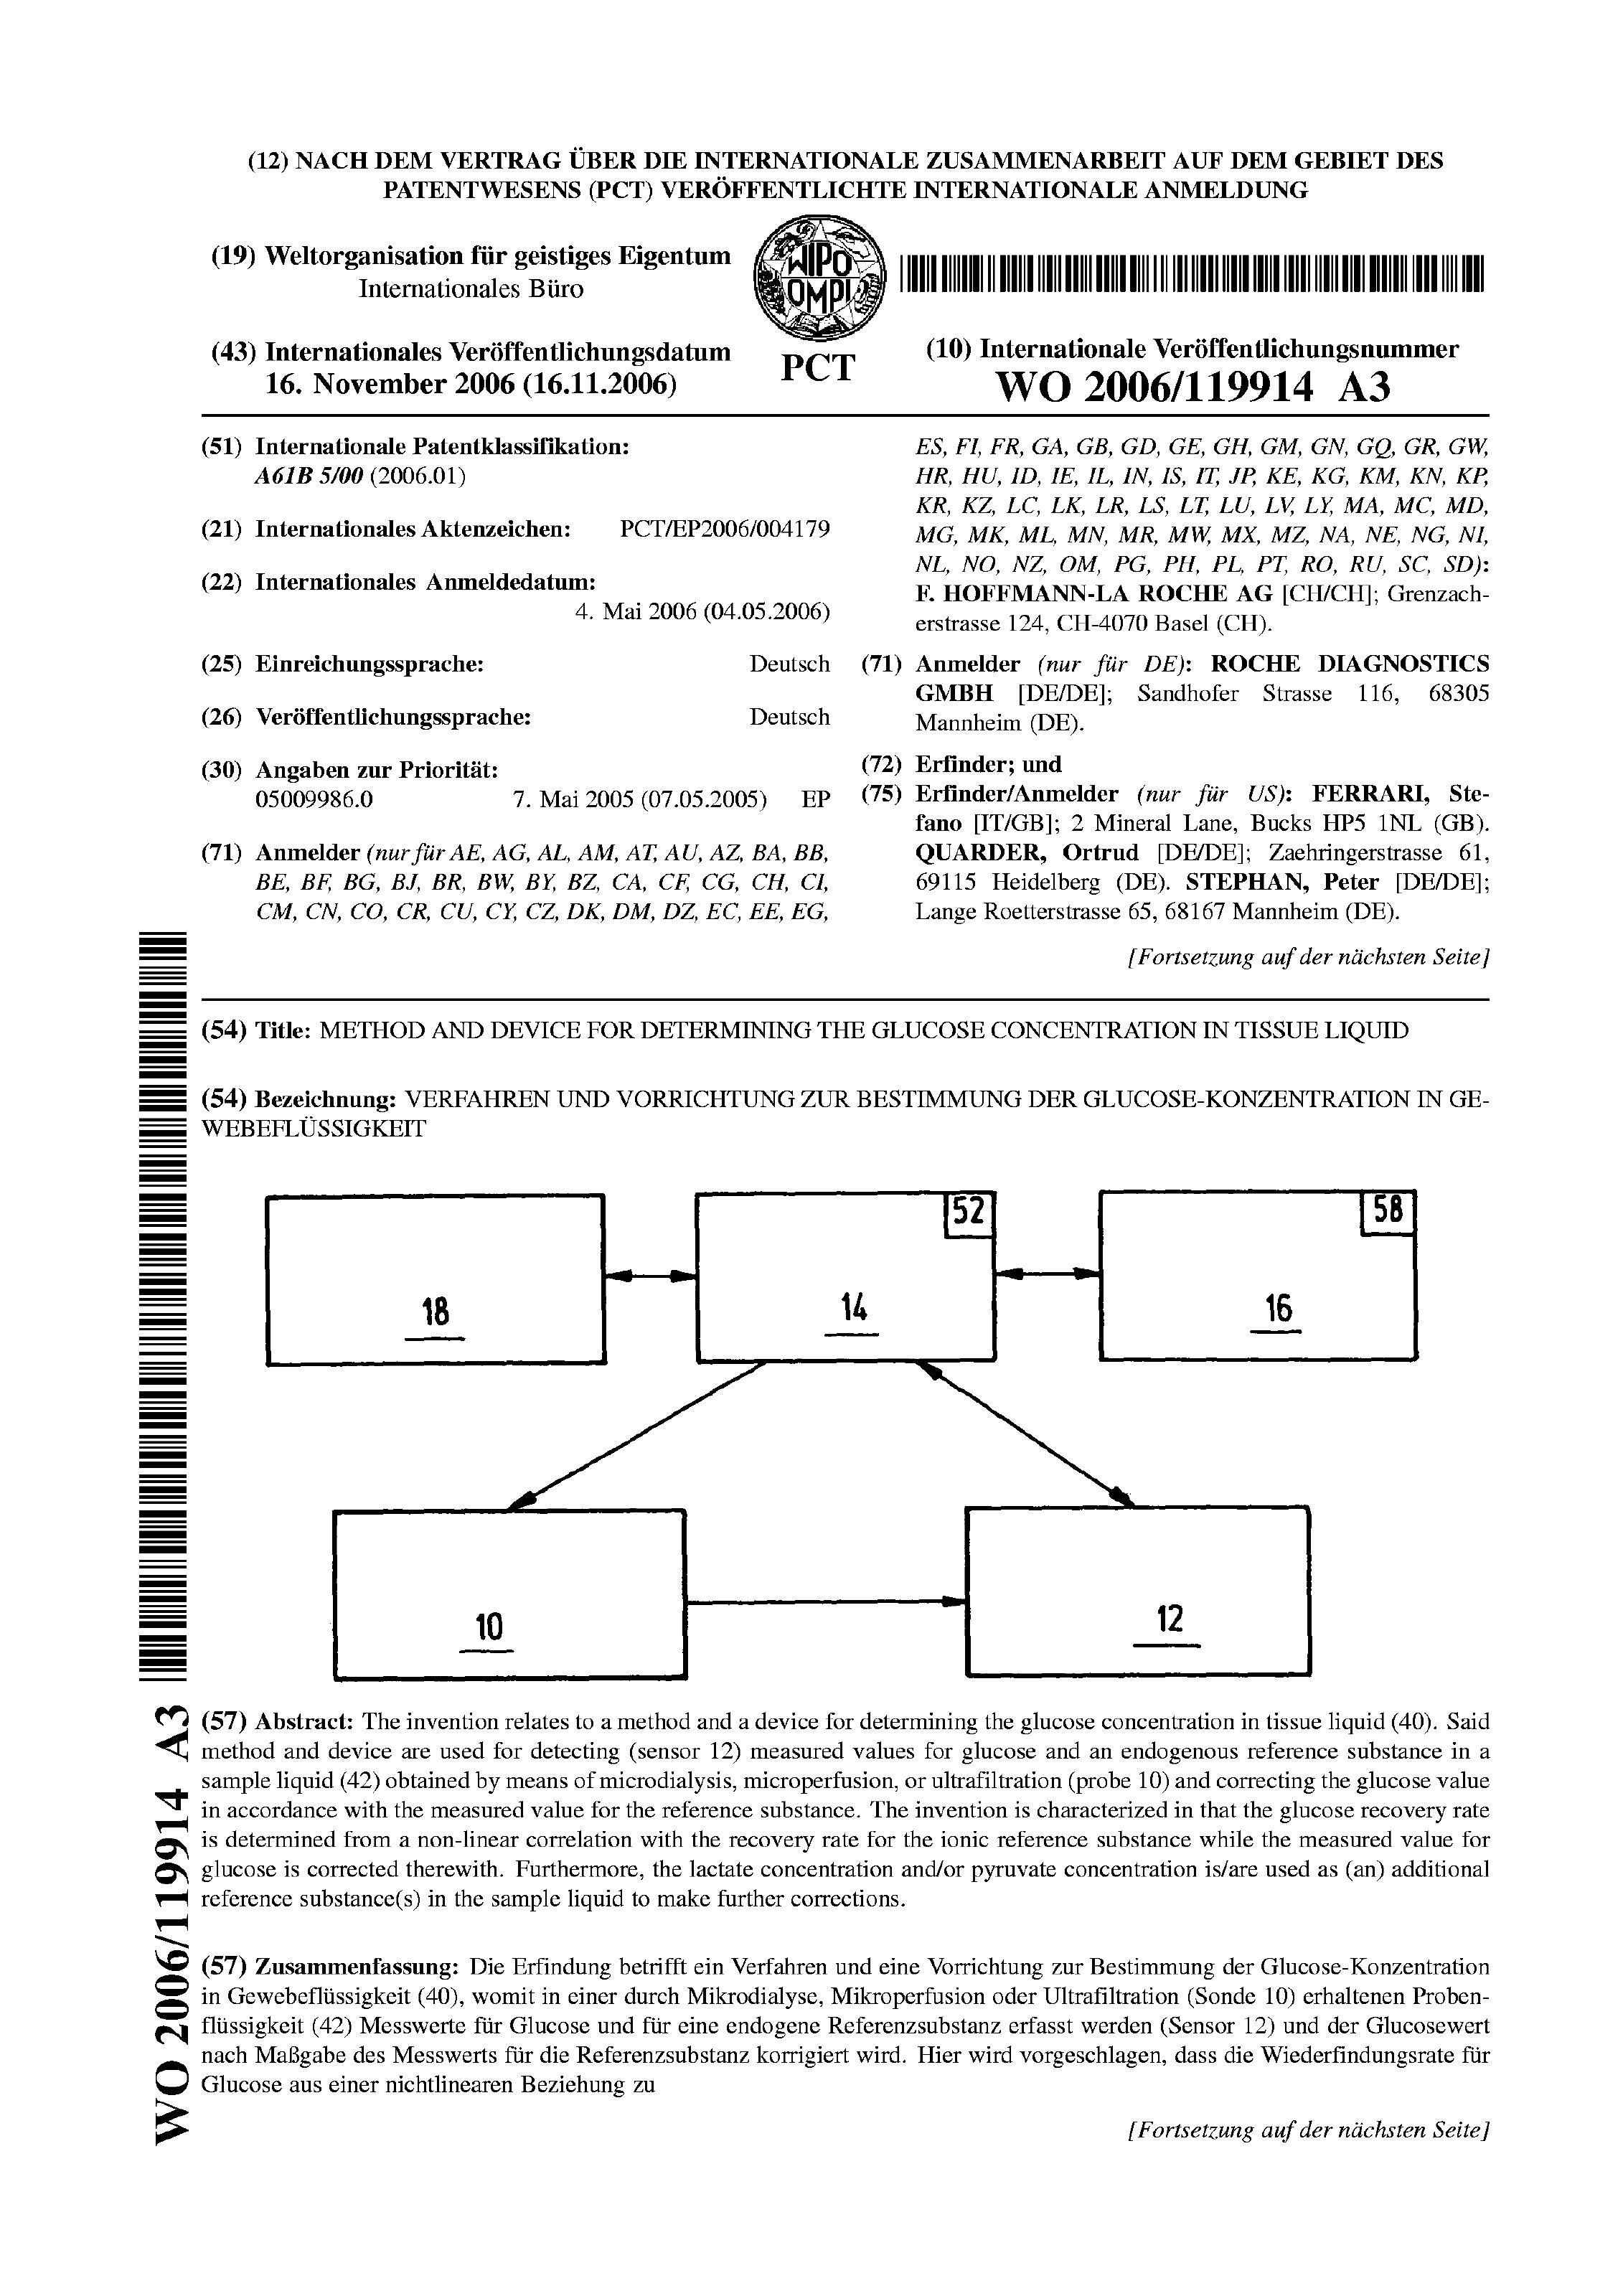 (12) NACH DEM VERTRAG ÜBER DIE INTERNATIONALE ZUSAMMENARBEIT AUF DEM GEBIET DES
PATENTWESENS (PCT) VERÖFFENTLICHTE INTERNATIONALE ANMELDUNG
(19) Weltorganisation für geistiges Eigentum
Internationales Büro
WIPO
OMPI
PCT
(43) Internationales Veröffentlichungsdatum
16. November 2006 (16.11.2006)
(10) Internationale Veröffentlichungsnummer
WO 2006/119914 A3
(51) Internationale Patentklassifikation:
A61B 5/00 (2006.01)
(21) Internationales Aktenzeichen: PCT/EP2006/004179
(22) Internationales Anmeldedatum:
4. Mai 2006 (04.05.2006)
(25) Einreichungssprache: Deutsch
(26) Veröffentlichungssprache: Deutsch
(30) Angaben zur Priorität:
05009986.0 7. Mai 2005 (07.05.2005) EP
(71) Anmelder (nur für AE, AG, AL, AM, AT, AU, AZ, BA, BB,
BE, BF, BG, BJ, BR, BW, BY, BZ, CA, CF, CG, CH, CI,
CM, CN, CO, CR, CU, CY, CZ, DK, DM, DZ, EC, EE, EG,
ES, FI, FR, GA, GB, GD, GE, GH, GM, GN, GQ, GR, GW,
HR, HU, ID, IE, IL, IN, IS, IT, JP, KE, KG, KM, KN, KP,
KR, KZ, LC, LK, LR, LS, LT, LU, LV, LY, MA, MC, MD,
MG, MK, ML, MN, MR, MW, MX, MZ, NA, NE, NG, NI,
NL, NO, NZ, OM, PG, PH, PL, PT, RO, RU, SC, SD):
F. HOFFMANN-LA ROCHE AG [CH/CH]; Grenzach-
erstrasse 124, CH-4070 Basel (CH).
(71) Anmelder (nur für DE): ROCHE DIAGNOSTICS
GMBH [DE/DE]; Sandhofer Strasse 116, 68305
Mannheim (DE).
(72) Erfinder; und
(75) Erfinder/Anmelder (nur für US): FERRARI, Ste-
fano [IT/GB]; 2 Mineral Lane, Bucks HP5 1NL (GB).
QUARDER, Ortrud [DE/DE]; Zaehringerstrasse 61,
69115 Heidelberg (DE). STEPHAN, Peter [DE/DE];
Lange Roetterstrasse 65, 68167 Mannheim (DE).
[Fortsetzung auf der nächsten Seite]
(54) Title: METHOD AND DEVICE FOR DETERMINING THE GLUCOSE CONCENTRATION IN TISSUE LIQUID
(54) Bezeichnung: VERFAHREN UND VORRICHTUNG ZUR BESTIMMUNG DER GLUCOSE-KONZENTRATION IN GE-
WEBEFLÜSSIGKEIT
52
58
18
14
16
10
12
(57) Abstract: The invention relates to a method and a device for determining the glucose concentration in tissue liquid (40). Said
method and device are used for detecting (sensor 12) measured values for glucose and an endogenous reference substance in a
sample liquid (42) obtained by means of microdialysis, microperfusion, or ultrafiltration (probe 10) and correcting the glucose value
in accordance with the measured value for the reference substance. The invention is characterized in that the glucose recovery rate
is determined from a non-linear correlation with the recovery rate for the ionic reference substance while the measured value for
glucose is corrected therewith. Furthermore, the lactate concentration and/or pyruvate concentration is/are used as (an) additional
reference substance(s) in the sample liquid to make further corrections.
(57) Zusammenfassung: Die Erfindung betrifft ein Verfahren und eine Vorrichtung zur Bestimmung der Glucose-Konzentration
in Gewebeflüssigkeit (40), womit in einer durch Mikrodialyse, Mikroperfusion oder Ultrafiltration (Sonde 10) erhaltenen Proben-
flüssigkeit (42) Messwerte für Glucose und für eine endogene Referenzsubstanz erfasst werden (Sensor 12) und der Glucosewert
nach Maßgabe des Messwerts für die Referenzsubstanz korrigiert wird. Hier wird vorgeschlagen, dass die Wiederfindungsrate für
Glucose aus einer nichtlinearen Beziehung zu
[Fortsetzung auf der nächsten Seite]
WO 2006/119914 A3